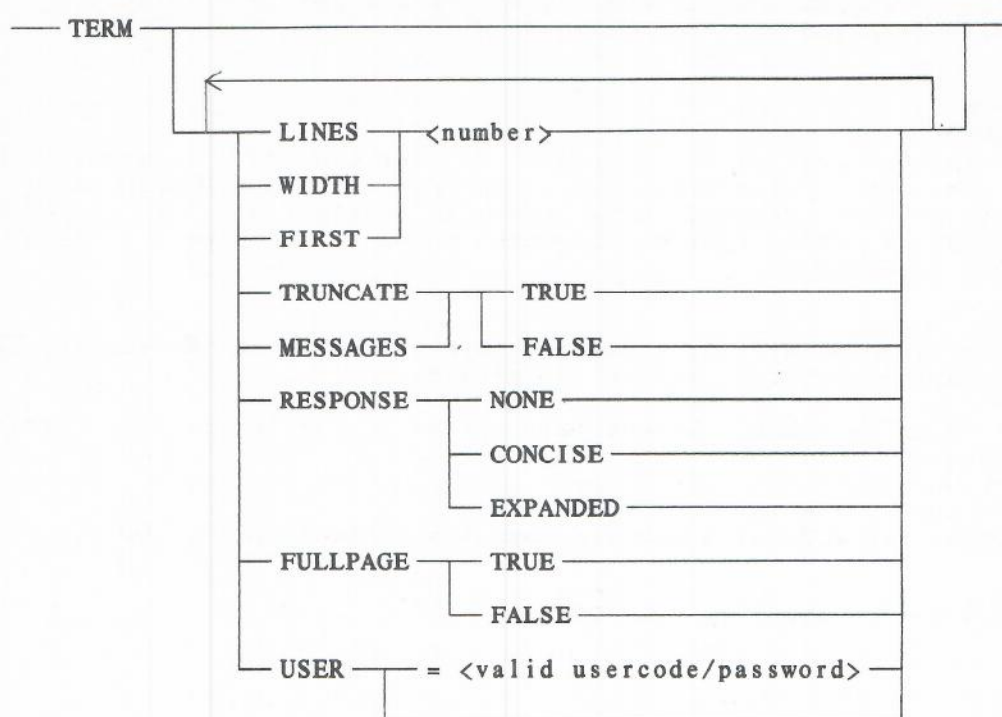 TERM
LINES <number>
WIDTH
FIRST
TRUNCATE TRUE
MESSAGES FALSE
RESPONSE NONE
CONCISE
EXPANDED
FULLPAGE TRUE
FALSE
USER = <valid usercode/password>